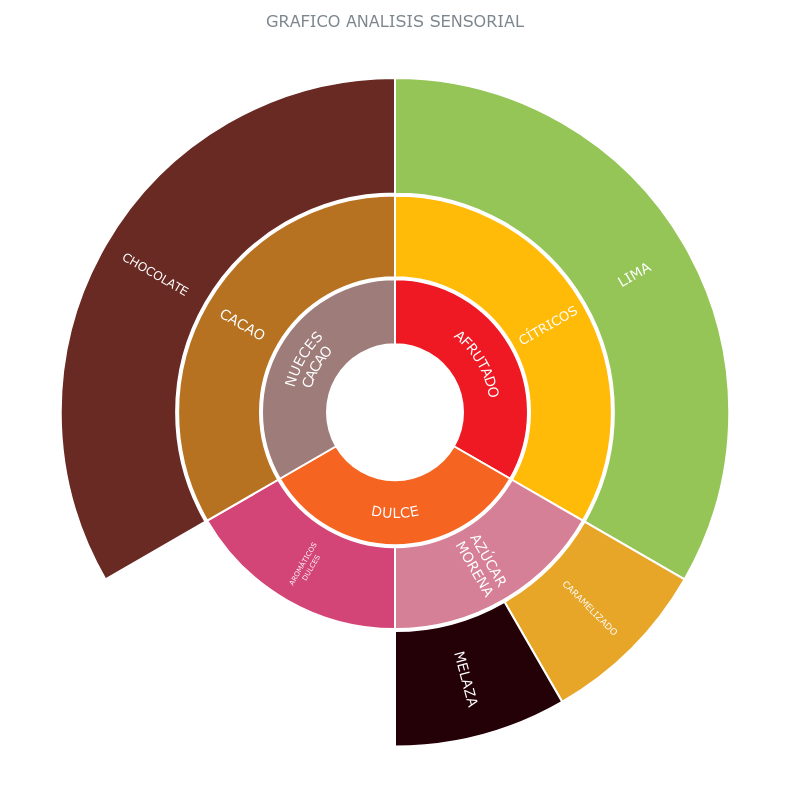 GRAFICO ANALISIS SENSORIAL
CHOCOLATE
LIMA
CACAO
CÍTRICOS
NUECES
CACAO
AFRUTADO
DULCE
AROMÁTICOS
DULCES
AZÚCAR
MORENA
CARAMELIZADO
MELAZA